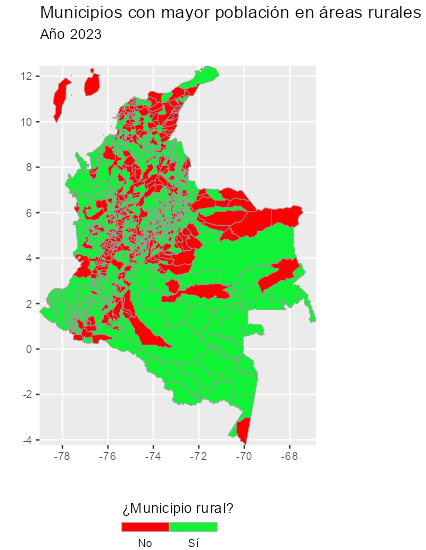 Municipios con mayor población en áreas rurales
Año 2023
12
10
8
6
4
2
0
-2
-4
-78 -76 -74 -72 -70 -68
¿Municipio rural?
No Sí